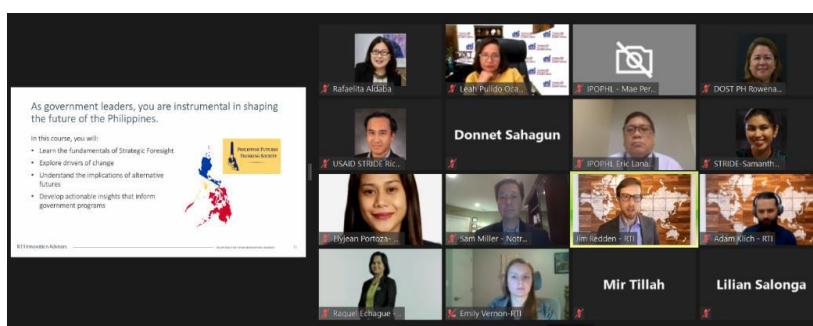 As government leaders, you are instrumental in shaping
the future of the Philippines.
In this course, you will:
• Learn the fundamentals of Strategic Foresight
• Explore drivers of change
• Understand the implications of alternative
futures
• Develop actionable insights that inform
government programs
PHILIPPINE FUTURES
THINKING SOCIETY
RTI Innovation Advisors
Rafaelita Aldaba
Leah Pulido Oca...
IPOPHL - Mae Per...
DOST PH Rowena...
USAID STRIDE Ric...
Donnet Sahagun
IPOPHL Eric Lana...
STRIDE-Samanth...
Elyjean Portoza-...
Sam Miller - Notr...
Jim Redden - RTI
Adam Klich - RTI
Raquel Echague -...
Emily Vernon-RTI
Mir Tillah
Lilian Salonga